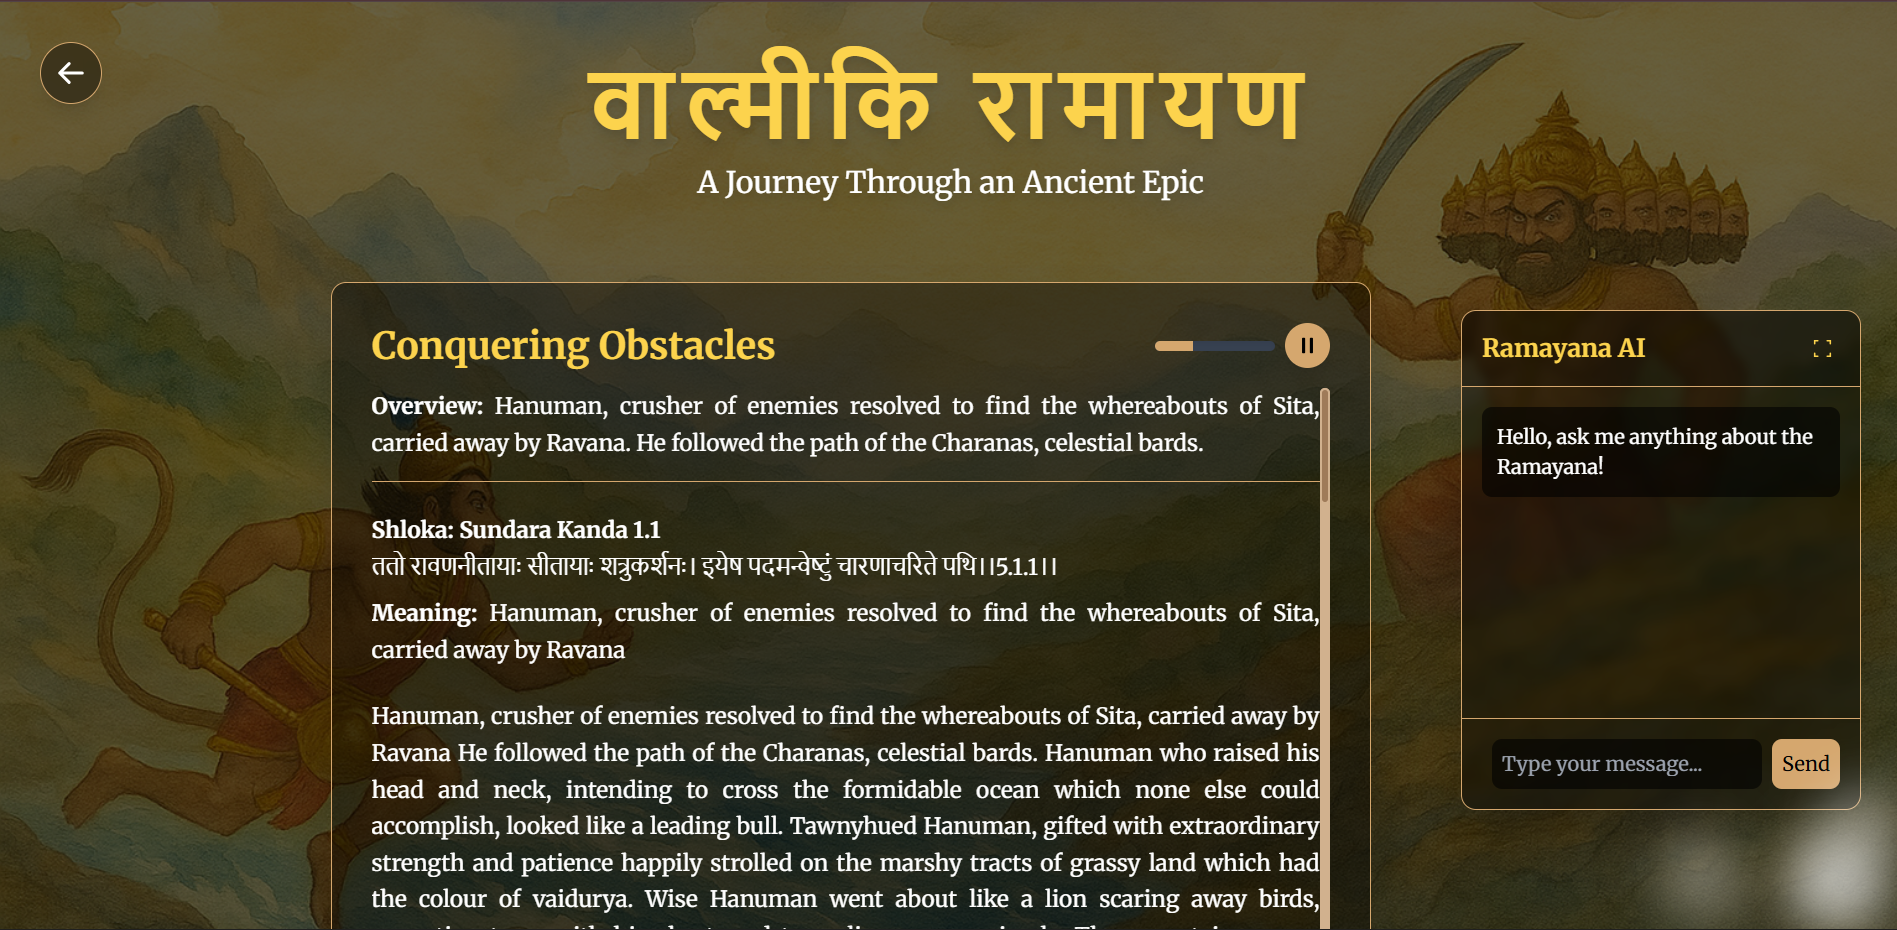 वाल्मीकि रामायण
A Journey Through an Ancient Epic
Conquering Obstacles
Overview: Hanuman, crusher of enemies resolved to find the whereabouts of Sita,
carried away by Ravana. He followed the path of the Charanas, celestial bards.
Shloka: Sundara Kanda 1.1
ततो रावणनीतायाः सीतायाः शत्रुकर्शनः। इयेष पदमन्वेष्टुं चारणाचरिते पथि।।5.1.1।।
Meaning: Hanuman, crusher of enemies resolved to find the whereabouts of Sita,
carried away by Ravana
Hanuman, crusher of enemies resolved to find the whereabouts of Sita, carried away by
Ravana He followed the path of the Charanas, celestial bards. Hanuman who raised his
head and neck, intending to cross the formidable ocean which none else could
accomplish, looked like a leading bull. Tawnyhued Hanuman, gifted with extraordinary
strength and patience happily strolled on the marshy tracts of grassy land which had
the colour of vaidurya. Wise Hanuman went about like a lion scaring away birds,
Ramayana AI
Hello, ask me anything about the
Ramayana!
Type your message...
Send